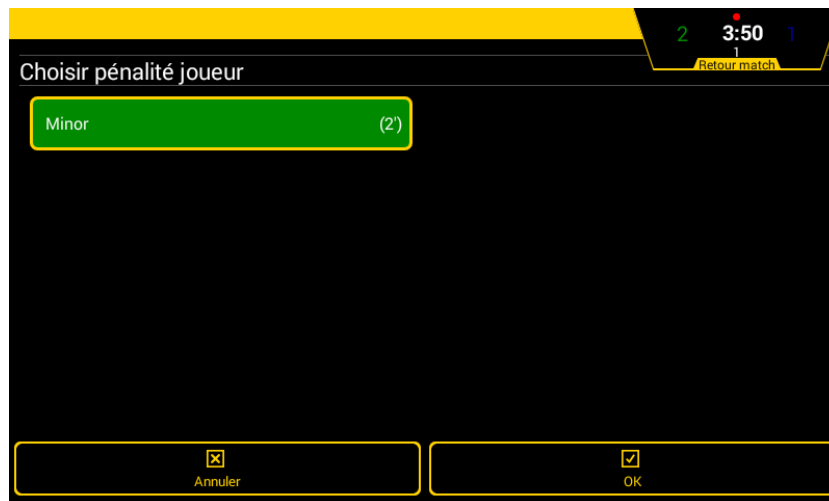 2 3:50 1
1
Retour match
Choisir pénalité joueur
Minor (2')
Annuler
OK